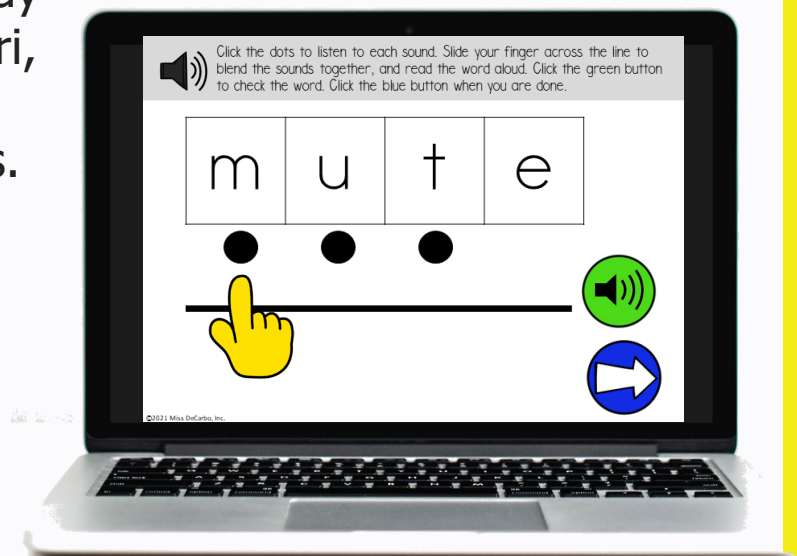 ri,
s.
Click the dots to listen to each sound. Slide your finger across the line to
blend the sounds together, and read the word aloud. Click the green button
to check the word. Click the blue button when you are done.
m u t e
©2021 Miss DeCarbo, Inc.